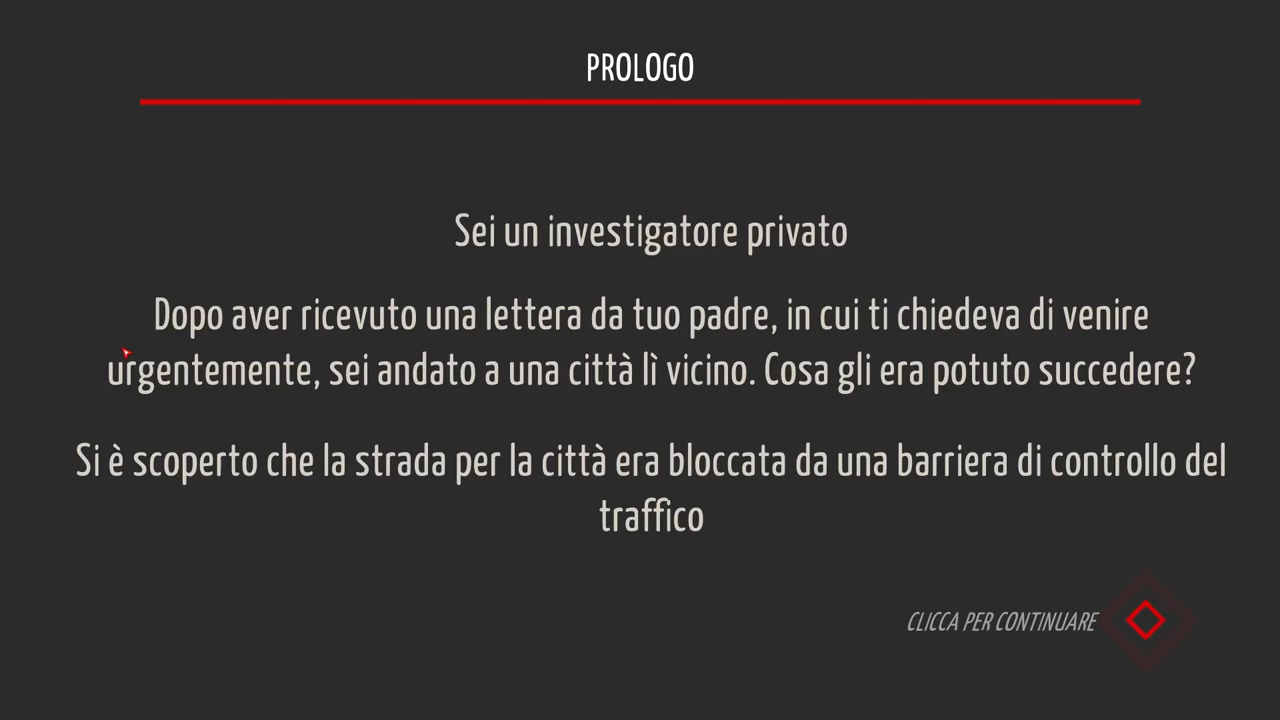 PROLOGO
Sei un investigatore privato
Dopo aver ricevuto una lettera da tuo padre, in cui ti chiedeva di venire
urgentemente, sei andato a una città lì vicino. Cosa gli era potuto succedere?
Si è scoperto che la strada per la città era bloccata da una barriera di controllo del
traffico
CLICCA PER CONTINUARE